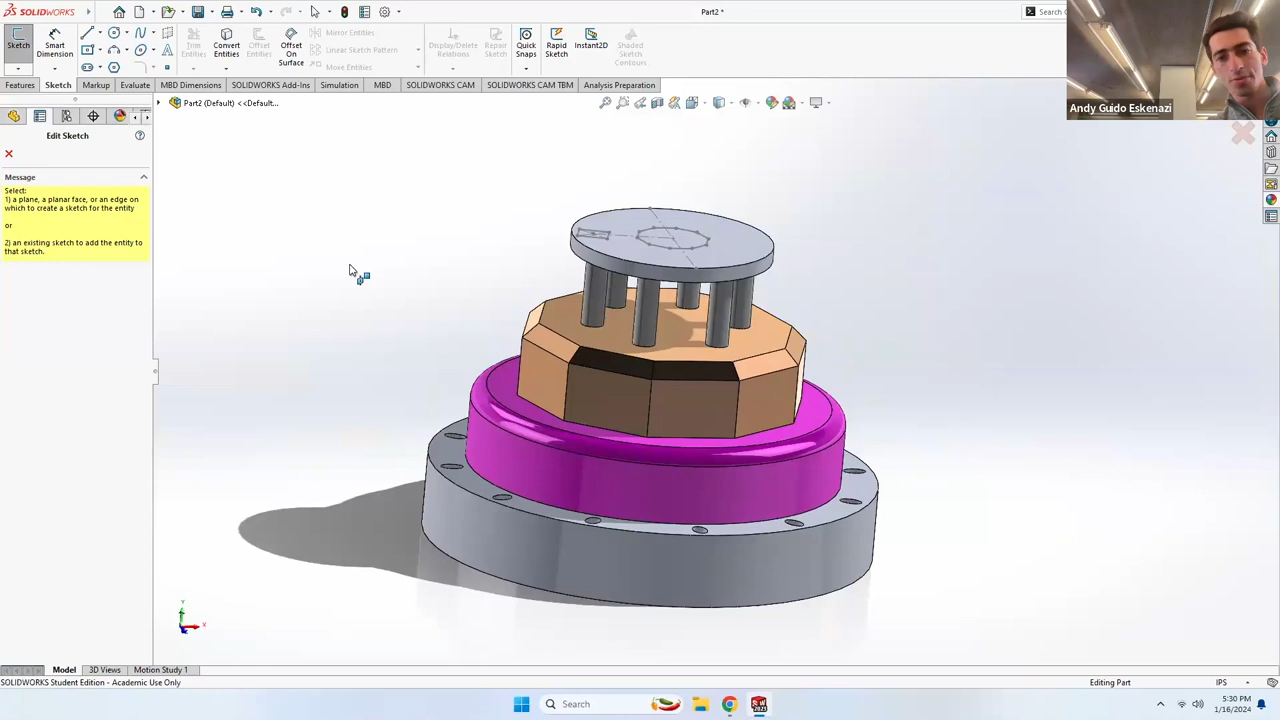 SOLIDWORKS
Part2 *
Search C
Sketch
Smart
Dimension
Trim
Entities
Convert
Entities
Offset
Entities
Offset
On
Surface
Mirror Entities
Linear Sketch Pattern
Move Entities
Display/Delete
Relations
Repair
Sketch
Quick
Snaps
Rapid
Sketch
Instant2D
Shaded
Sketch
Contours
Features
Sketch
Markup
Evaluate
MBD Dimensions
SOLIDWORKS Add-Ins
Simulation
MBD
SOLIDWORKS CAM
SOLIDWORKS CAM TBM
Analysis Preparation
Andy Guido Eskenazi
Part2 (Default) <<Default...
Edit Sketch
Message
Select:
1) a plane, a planar face, or an edge on
which to create a sketch for the entity
or
2) an existing sketch to add the entity to
that sketch.
Y
X
Model
3D Views
Motion Study 1
SOLIDWORKS Student Edition - Academic Use Only
Editing Part
IPS
Search
5:30 PM
1/16/2024